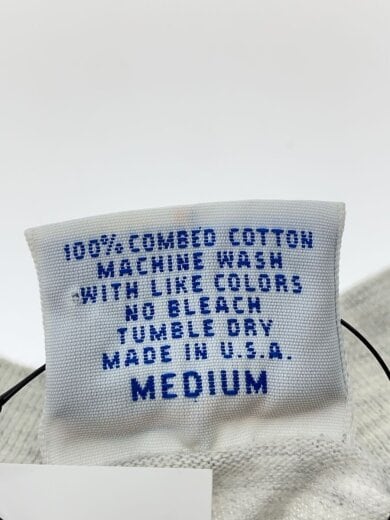 100% COMBED COTTON
MACHINE WASH
WITH LIKE COLORS
NO BLEACH
TUMBLE DRY
MADE IN U.S.A.
MEDIUM